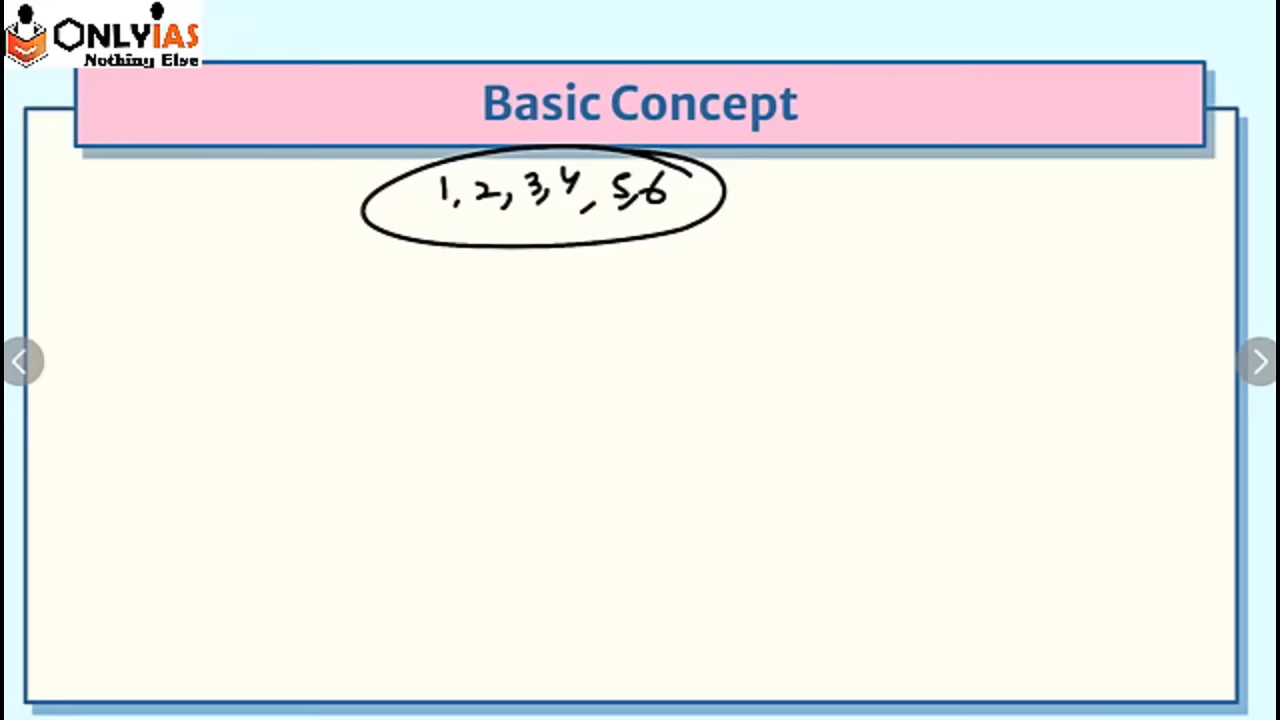 ONLYIAS
Nothing Else
Basic Concept
1, 2, 3, 4, 5, 6